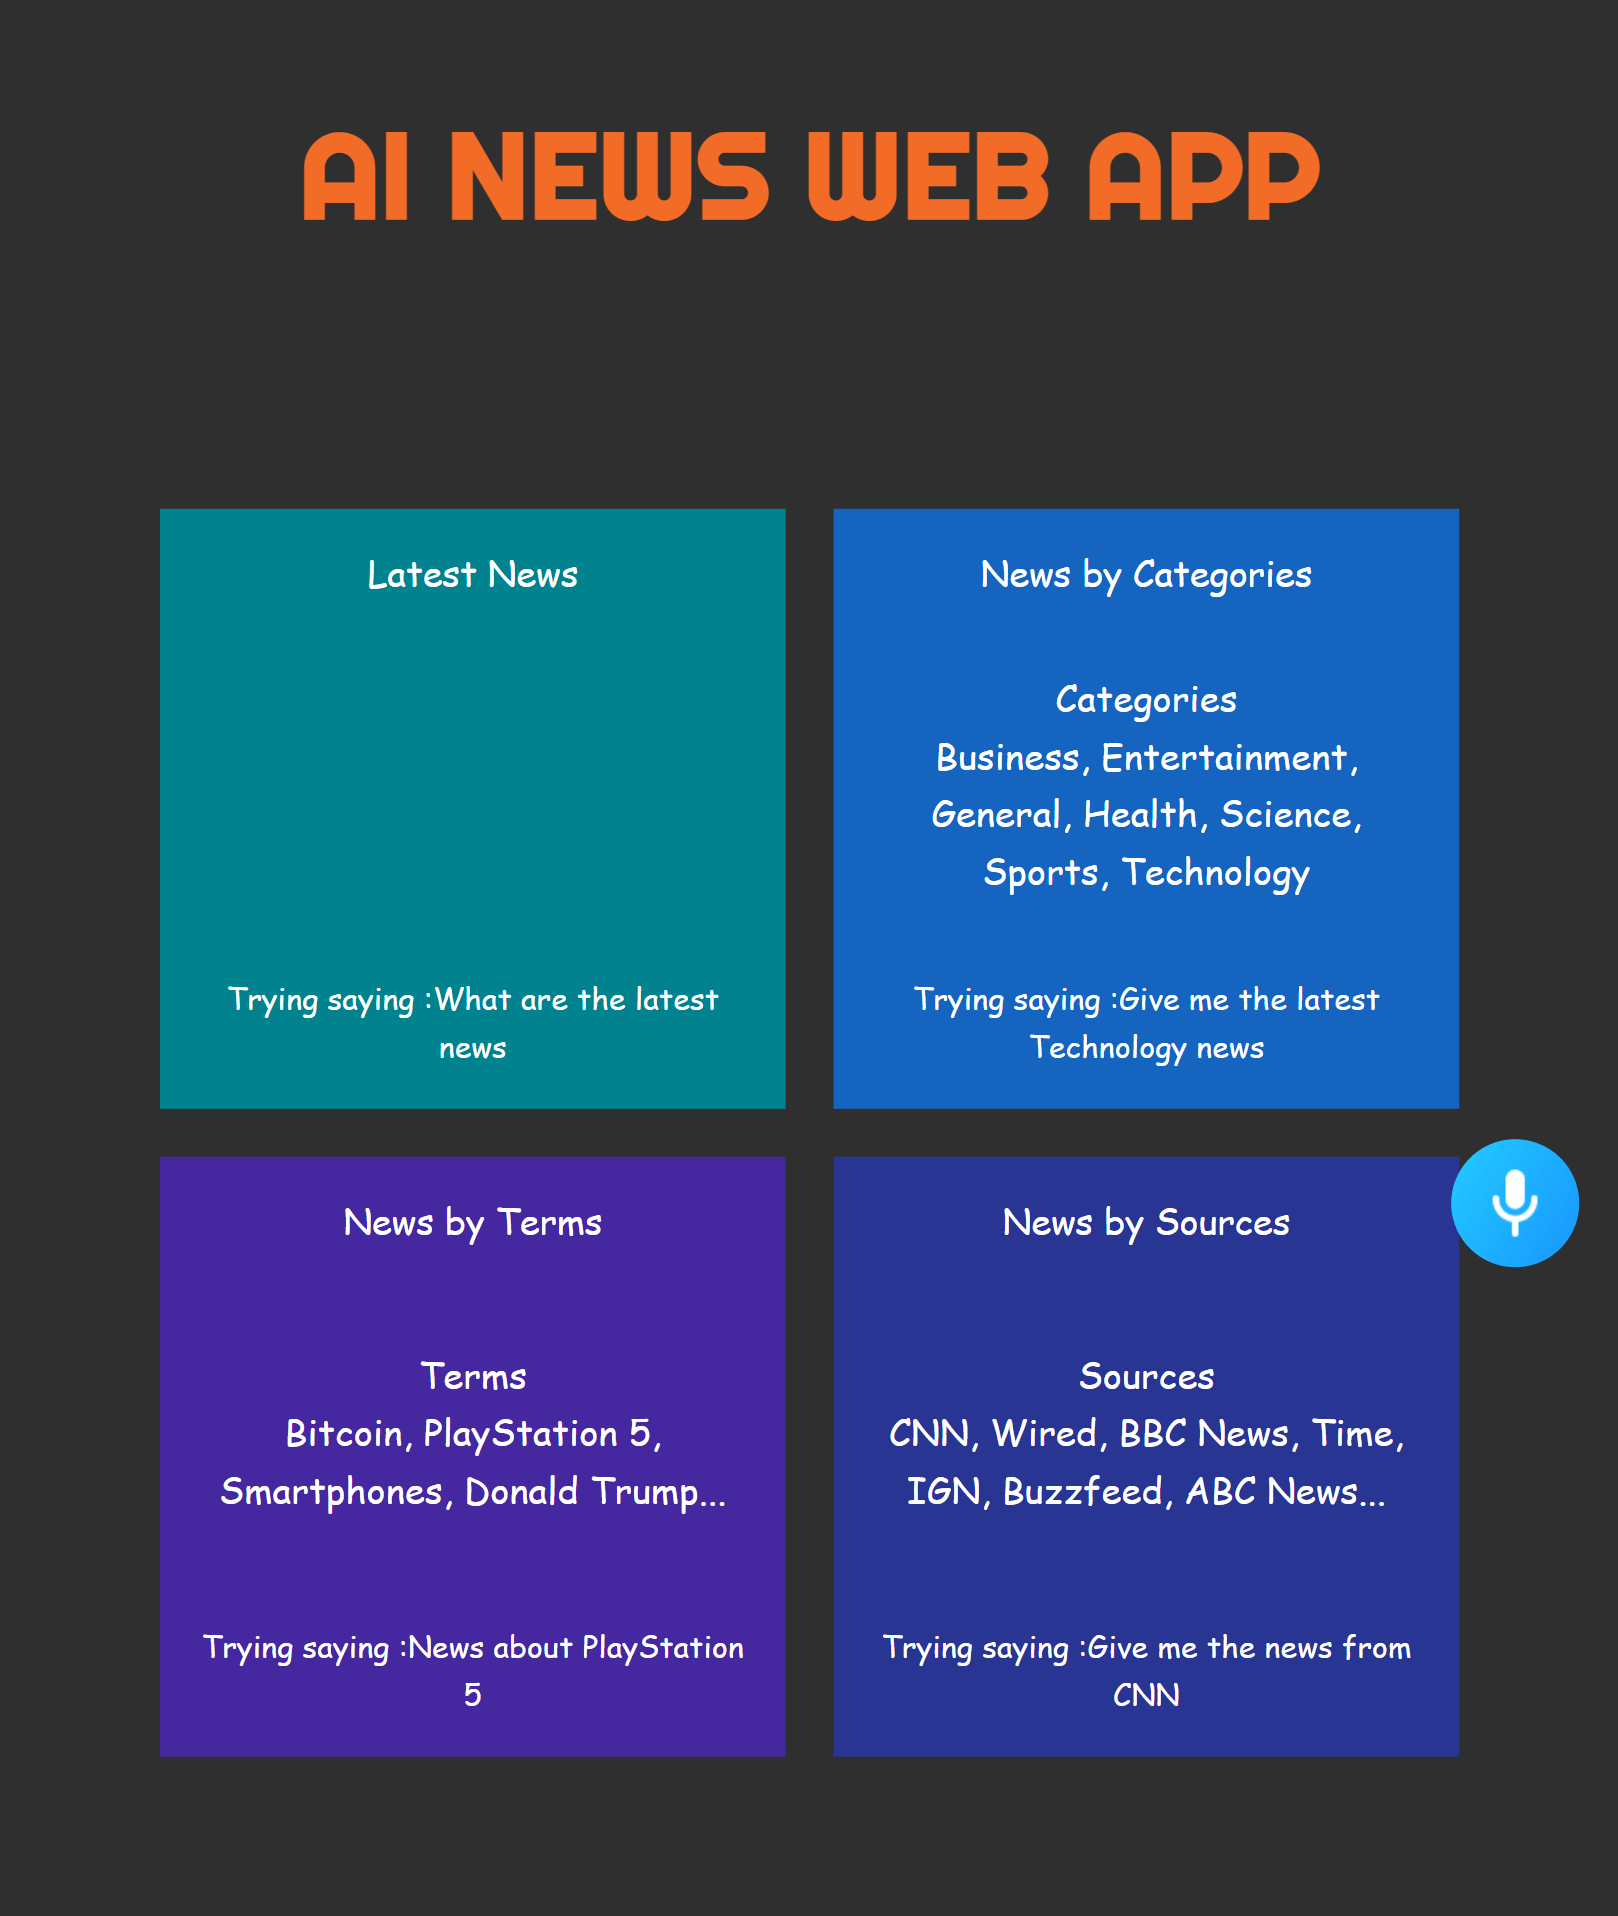 AI NEWS WEB APP
Latest News
Trying saying :What are the latest
news
News by Categories
Categories
Business, Entertainment,
General, Health, Science,
Sports, Technology
Trying saying :Give me the latest
Technology news
News by Terms
Terms
Bitcoin, PlayStation 5,
Smartphones, Donald Trump...
Trying saying :News about PlayStation
5
News by Sources
Sources
CNN, Wired, BBC News, Time,
IGN, Buzzfeed, ABC News...
Trying saying :Give me the news from
CNN